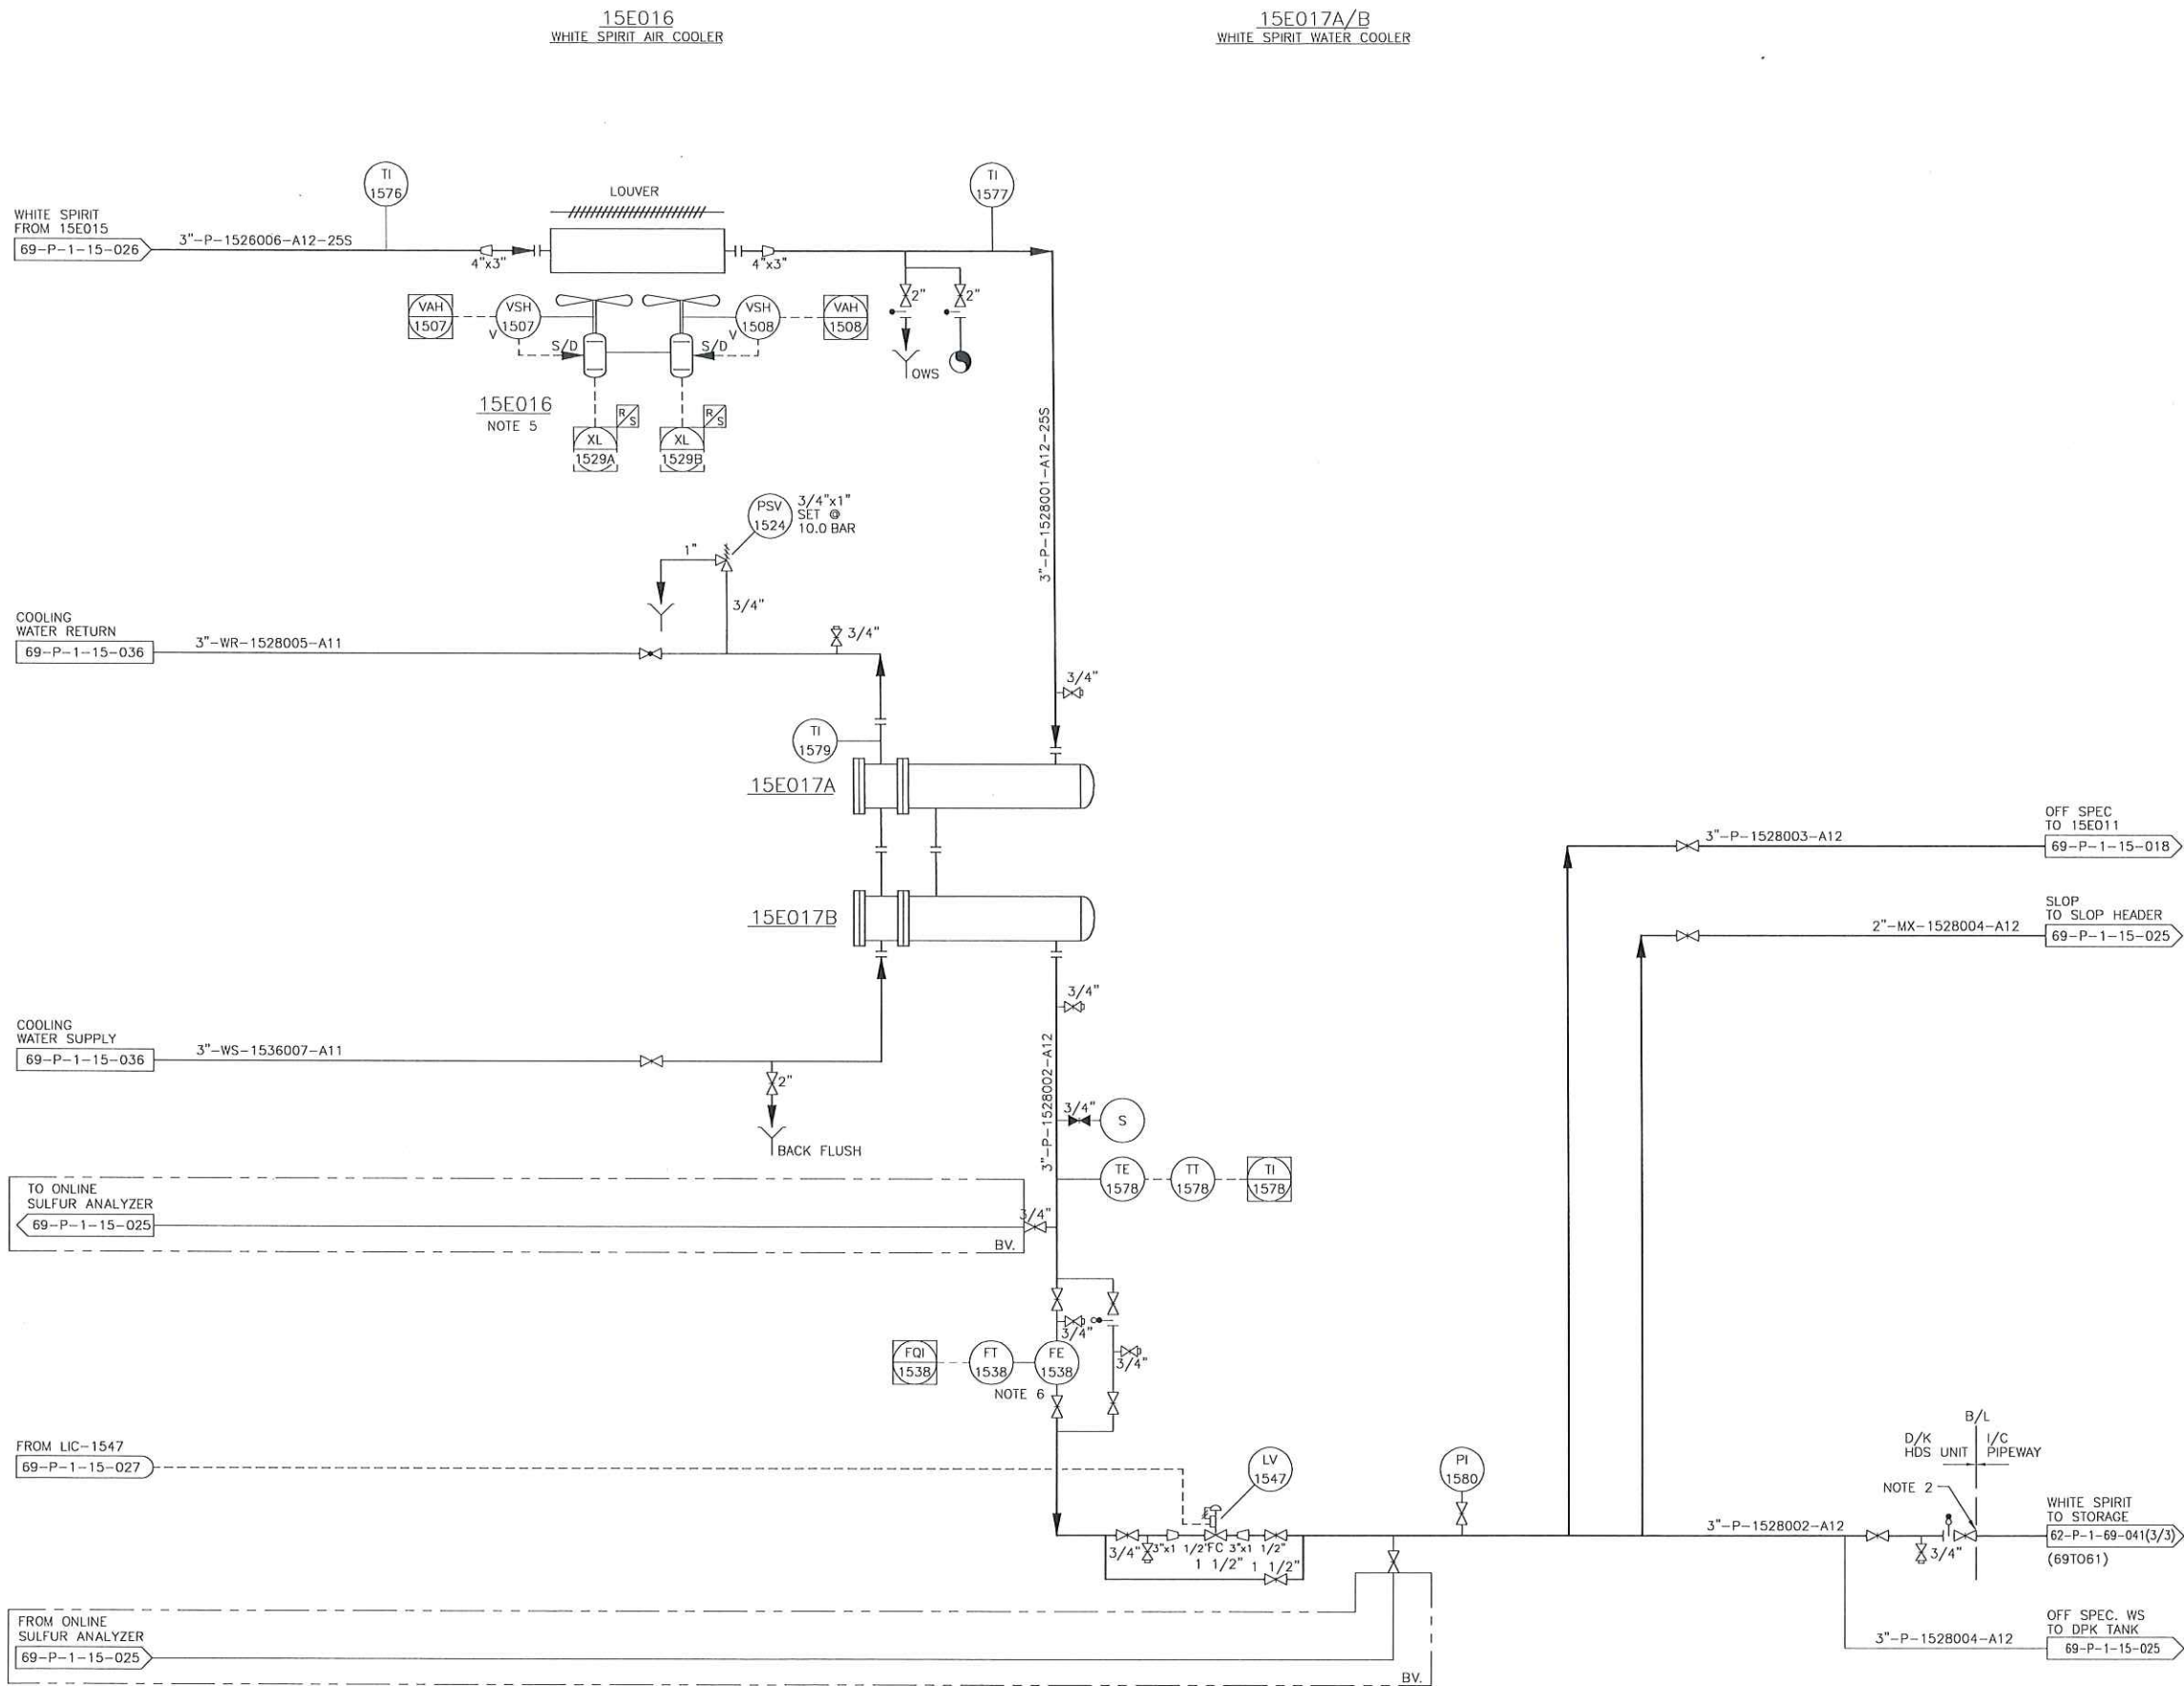 15E016
WHITE SPIRIT AIR COOLER
15E017A/B
WHITE SPIRIT WATER COOLER
TI
1576
LOUVER
TI
1577
WHITE SPIRIT
FROM 15E015
69-P-1-15-026
3"-P-1526006-A12-25S
4"x3"
4"x3"
VAH
1507
VSH
1507
V
VSH
1508
V
VAH
1508
2"
2"
S/D
S/D
OWS
15E016
NOTE 5
R/S
R/S
XL
1529A
XL
1529B
3"-P-1528001-A12-25S
PSV
1524
3/4"x1"
SET @
10.0 BAR
1"
3/4"
COOLING
WATER RETURN
69-P-1-15-036
3"-WR-1528005-A11
3/4"
3/4"
TI
1579
15E017A
15E017B
OFF SPEC
TO 15E011
69-P-1-15-018
3"-P-1528003-A12
SLOP
TO SLOP HEADER
69-P-1-15-025
2"-MX-1528004-A12
3/4"
COOLING
WATER SUPPLY
69-P-1-15-036
3"-WS-1536007-A11
2"
BACK FLUSH
3"-P-1528002-A12
3/4"
S
TE
1578
TT
1578
TI
1578
TO ONLINE
SULFUR ANALYZER
69-P-1-15-025
3/4"
BV.
3/4"
3/4"
FQI
1538
FT
1538
FE
1538
NOTE 6
FROM LIC-1547
69-P-1-15-027
LV
1547
PI
1580
3/4"
3"x1 1/2"
FC
3"x1 1/2"
1 1/2"
1 1/2"
B/L
D/K
HDS UNIT
I/C
PIPEWAY
NOTE 2
3"-P-1528002-A12
3/4"
WHITE SPIRIT
TO STORAGE
62-P-1-69-041(3/3)
(69TO61)
FROM ONLINE
SULFUR ANALYZER
69-P-1-15-025
BV.
3"-P-1528004-A12
OFF SPEC. WS
TO DPK TANK
69-P-1-15-025